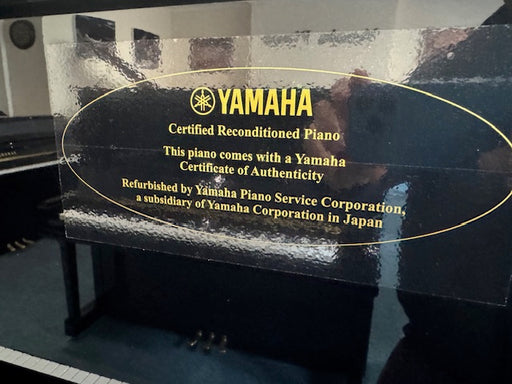 YAMAHA
Certified Reconditioned Piano
This piano comes with a Yamaha
Certificate of Authenticity
Refurbished by Yamaha Piano Service Corporation,
a subsidiary of Yamaha Corporation in Japan